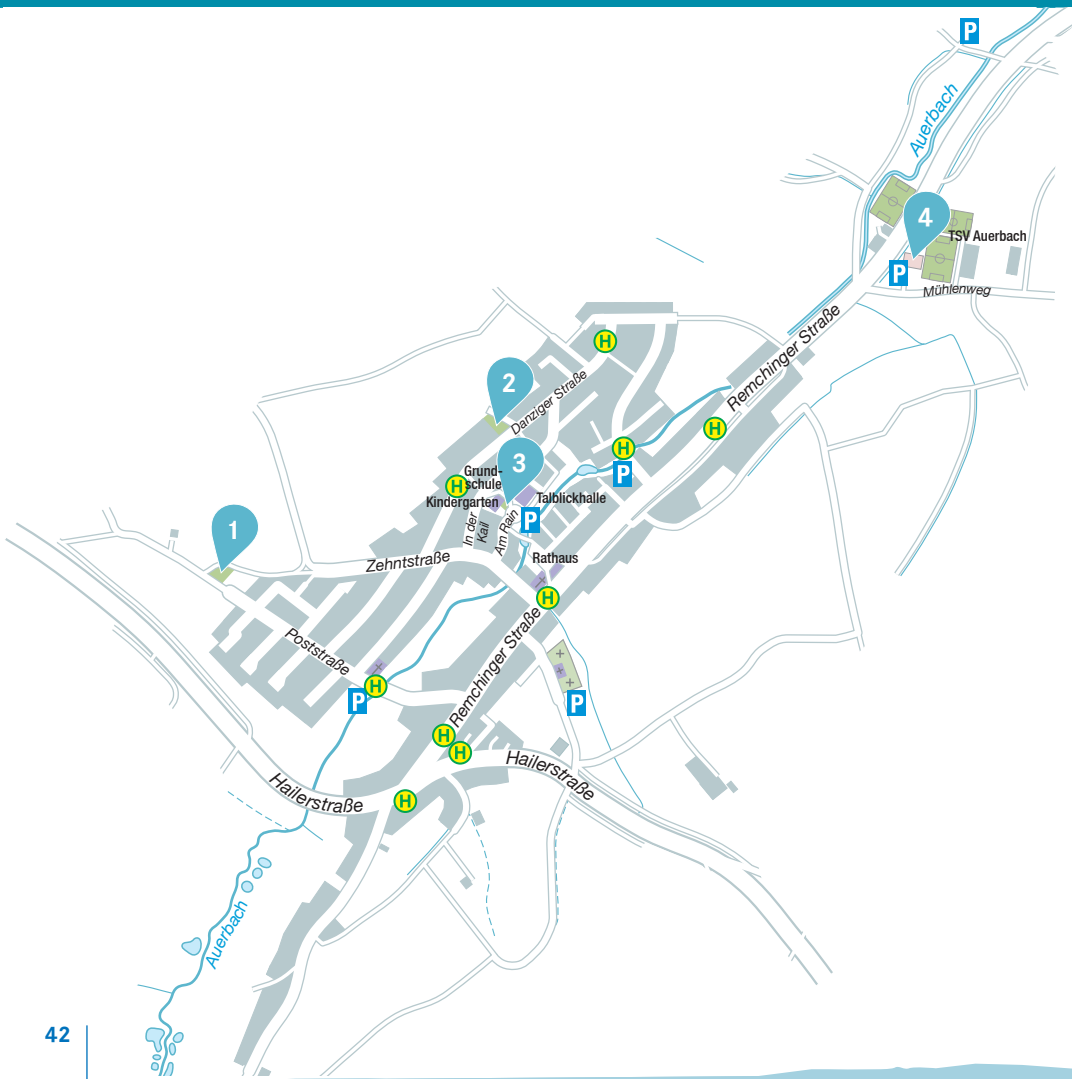 P
Auerbach
4
TSV Auerbach
P
Mühlenweg
Remchinger Straße
H
2
Danziger Straße
H
H
P
3
Grund-
schule
H
Kindergarten
Talblickhalle
In der
Kail
Am Rain
P
1
Zehntstraße
Rathaus
H
Poststraße
H
P
Remchinger Straße
P
H
H
Hailerstraße
Hailerstraße
H
Auerbach
42